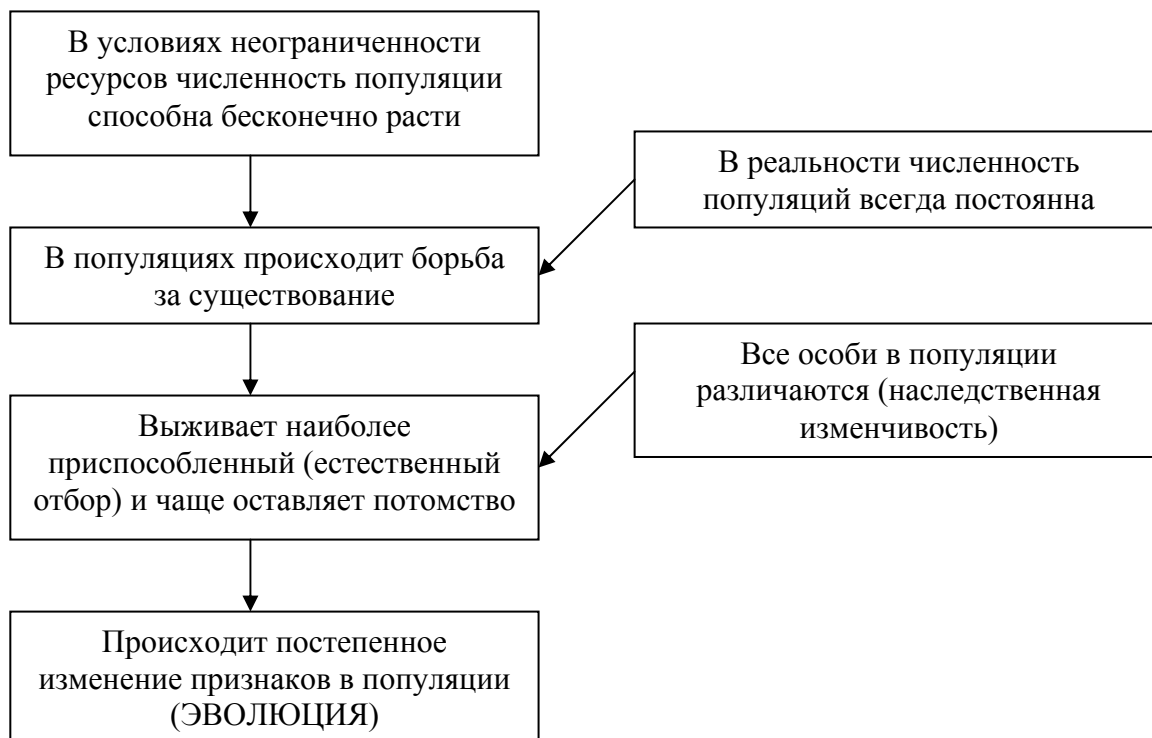 В условиях неограниченности
ресурсов численность популяции
способна бесконечно расти
В реальности численность
популяций всегда постоянна
В популяциях происходит борьба
за существование
Все особи в популяции
различаются (наследственная
изменчивость)
Выживает наиболее
приспособленный (естественный
отбор) и чаще оставляет потомство
Происходит постепенное
изменение признаков в популяции
(ЭВОЛЮЦИЯ)